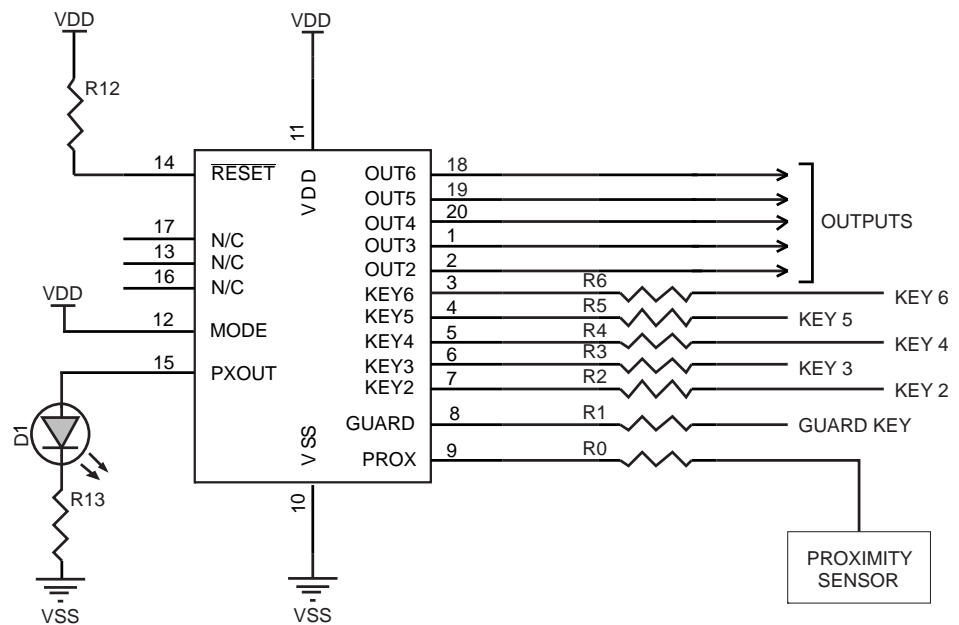 VDD
VDD
R12
11
14
RESET
VDD
OUT6
18
OUT5
19
OUT4
20
OUTPUTS
17
N/C
OUT3
1
13
N/C
OUT2
2
16
N/C
KEY6
3
R6
KEY 6
VDD
KEY5
4
R5
KEY 5
12
MODE
KEY4
5
R4
KEY 4
KEY3
6
R3
KEY 3
15
PXOUT
KEY2
7
R2
KEY 2
GUARD
8
R1
GUARD KEY
D1
VSS
PROX
9
R0
R13
10
PROXIMITY
SENSOR
VSS
VSS